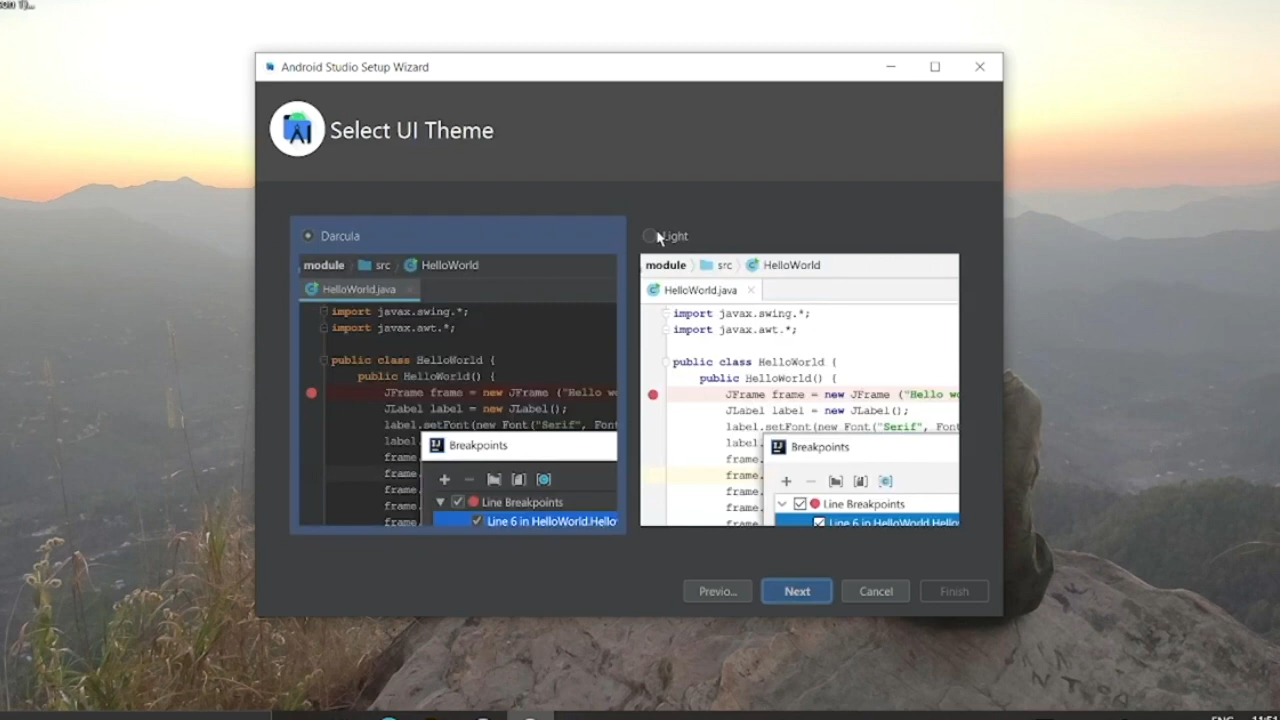 Android Studio Setup Wizard
Select UI Theme
Darcula
module src HelloWorld
HelloWorld.java
import javax.swing.*;
import javax.awt.*;
public class HelloWorld {
public HelloWorld() {
JFrame frame = new JFrame ("Hello w
JLabel label = new JLabel();
label.setFont(new Font("Serif", Font
label
frame
frame
frame
frame
frame
Breakpoints
Line Breakpoints
Line 6 in HelloWorld.Hello
Light
module src HelloWorld
HelloWorld.java
import javax.swing.*;
import javax.awt.*;
public class HelloWorld {
public HelloWorld() {
JFrame frame = new JFrame ("Hello wo
JLabel label = new JLabel();
label.setFont(new Font("Serif", Font
label.
frame.
frame.
frame.
frame.
frame.
Breakpoints
Line Breakpoints
Line 6 in HelloWorld.Hello
Previo... Next Cancel Finish
ENG